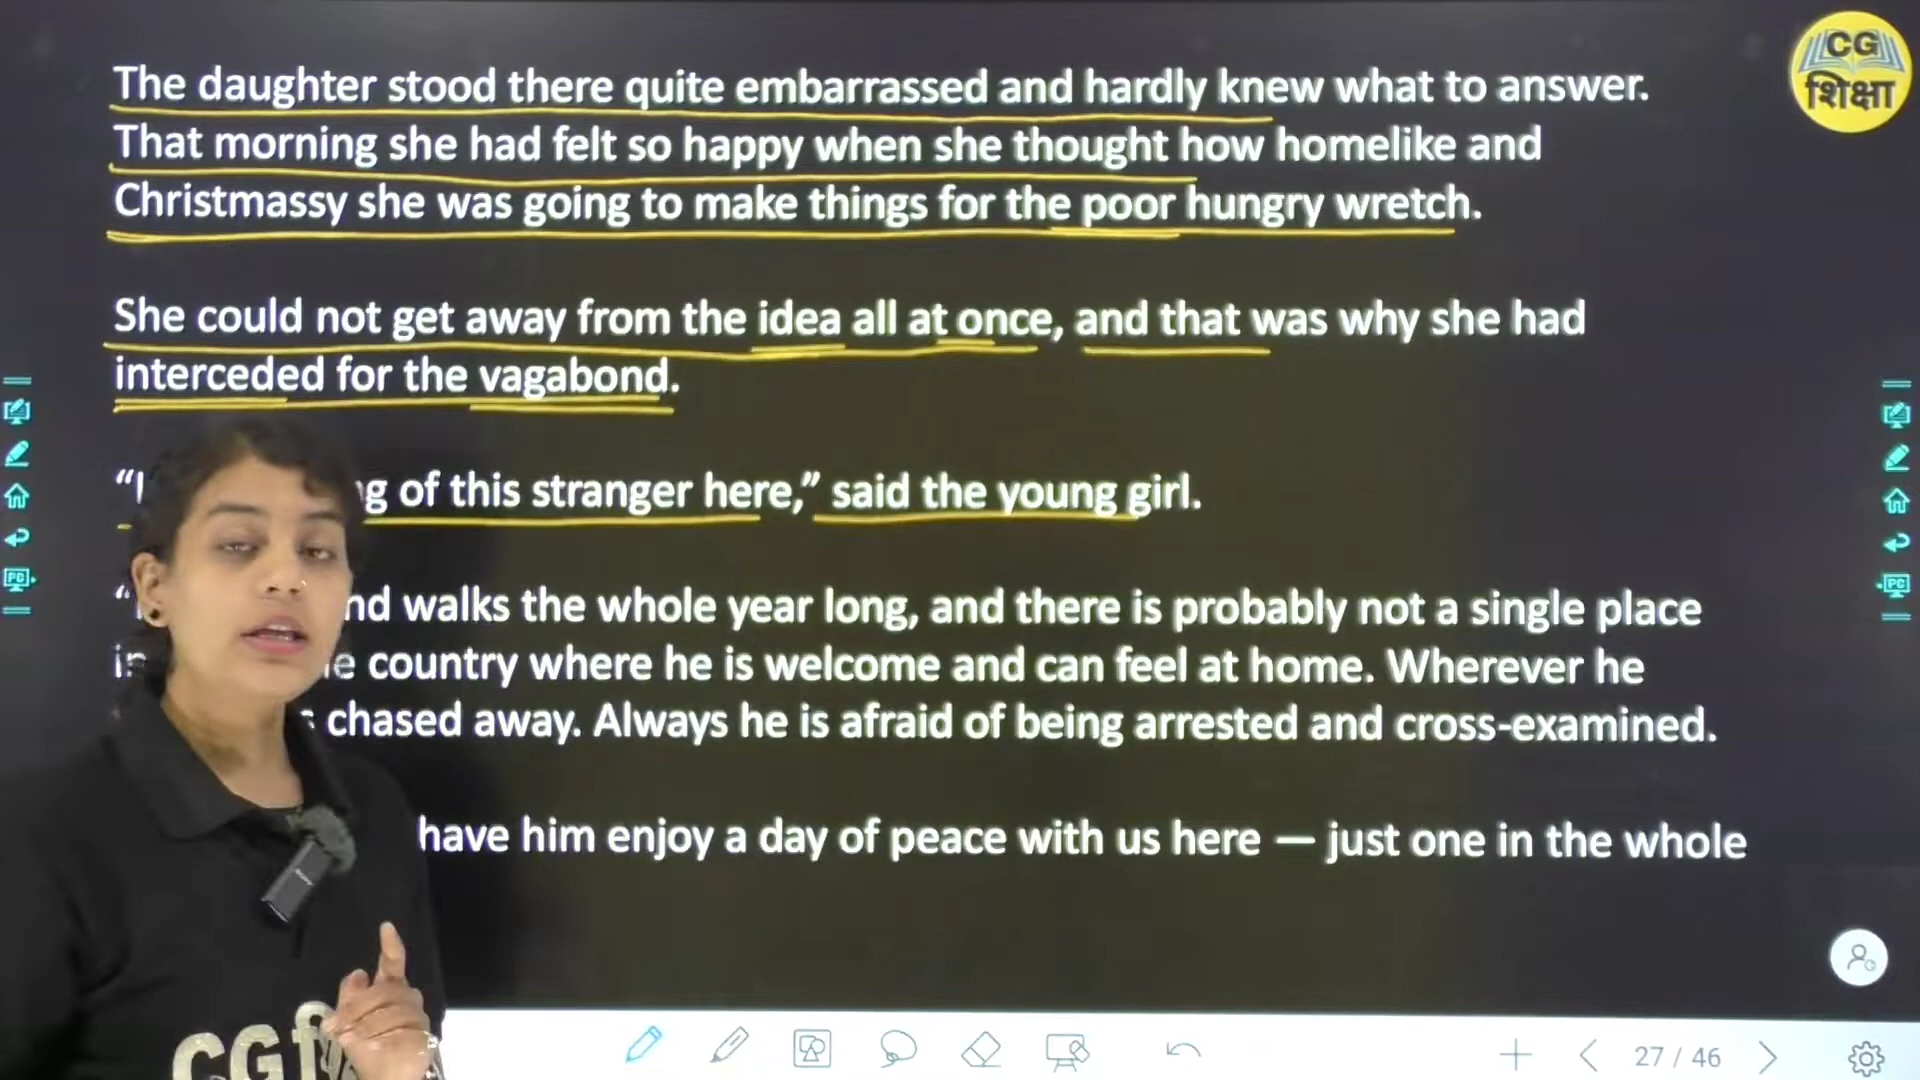 CG
शिक्षा
The daughter stood there quite embarrassed and hardly knew what to answer.
That morning she had felt so happy when she thought how homelike and
Christmassy she was going to make things for the poor hungry wretch.
She could not get away from the idea all at once, and that was why she had
interceded for the vagabond.
of this stranger here,” said the young girl.
walks the whole year long, and there is probably not a single place
country where he is welcome and can feel at home. Wherever he
chased away. Always he is afraid of being arrested and cross-examined.
have him enjoy a day of peace with us here — just one in the whole
PC
PC
CG
27 / 46